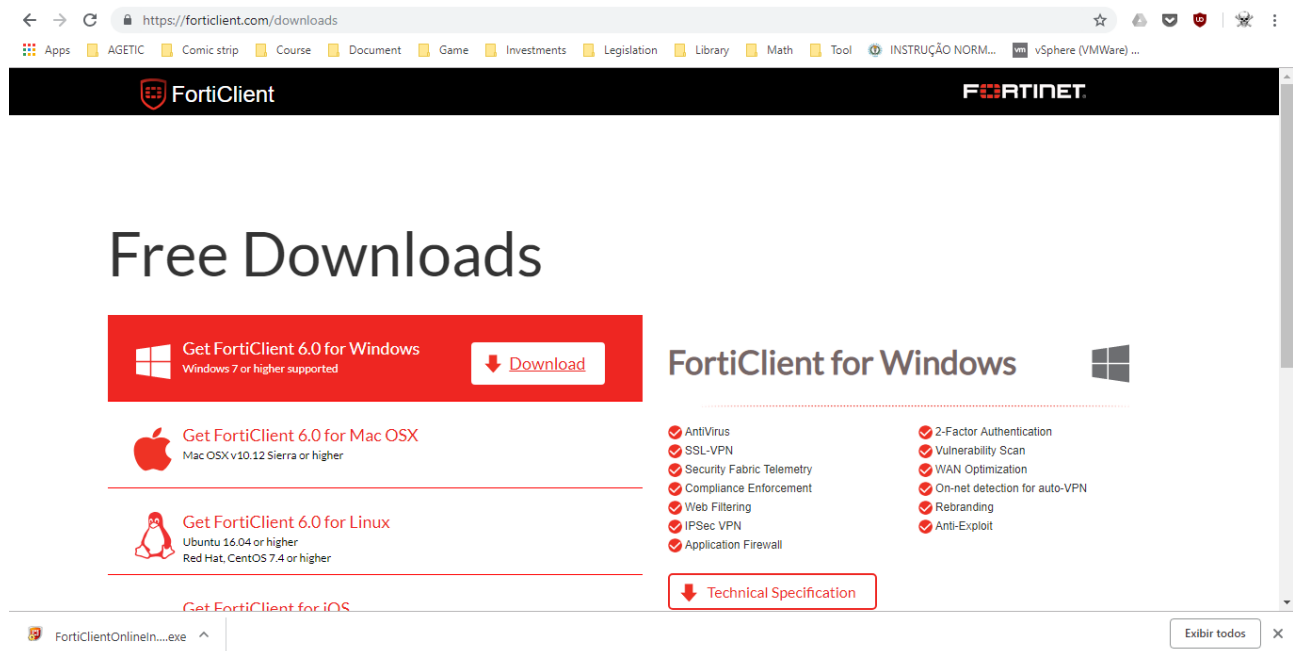 https://forticlient.com/downloads
Apps AGETIC Comic strip Course Document Game Investments Legislation Library Math Tool INSTRUÇÃO NORM... vm vSphere (VMWare) ...
FortiClient FORTINET
Free Downloads
Get FortiClient 6.0 for Windows
Windows 7 or higher supported
Download
Get FortiClient 6.0 for Mac OSX
Mac OSX v10.12 Sierra or higher
Get FortiClient 6.0 for Linux
Ubuntu 16.04 or higher
Red Hat, CentOS 7.4 or higher
Get FortiClient for iOS
FortiClient for Windows
AntiVirus
SSL-VPN
Security Fabric Telemetry
Compliance Enforcement
Web Filtering
IPSec VPN
Application Firewall
2-Factor Authentication
Vulnerability Scan
WAN Optimization
On-net detection for auto-VPN
Rebranding
Anti-Exploit
Technical Specification
FortiClientOnlineIn....exe
Exibir todos